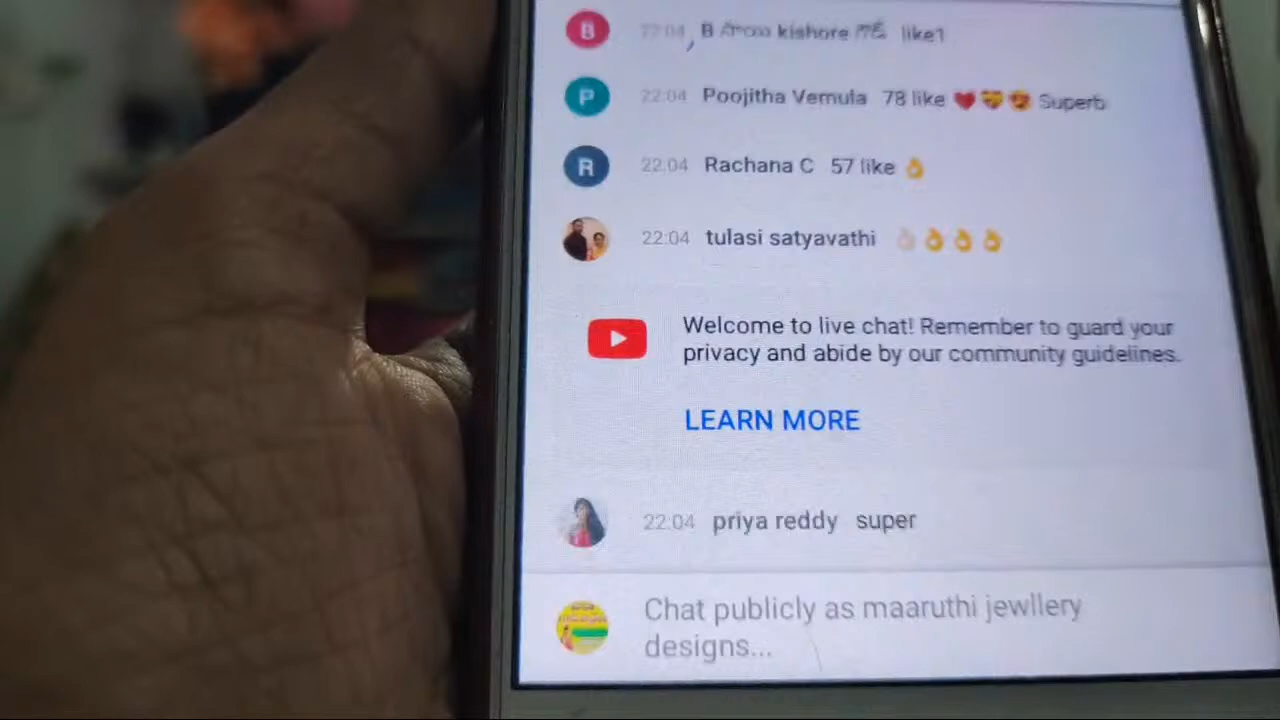 B
22:04 B kishore like1
P
22:04 Poojitha Vemula 78 like ❤️😍😍 Superb
R
22:04 Rachana C 57 like 👌
22:04 tulasi satyavathi 👌🏻👌👌👌
Welcome to live chat! Remember to guard your
privacy and abide by our community guidelines.
LEARN MORE
22:04 priya reddy super
Chat publicly as maaruthi jewllery
designs...